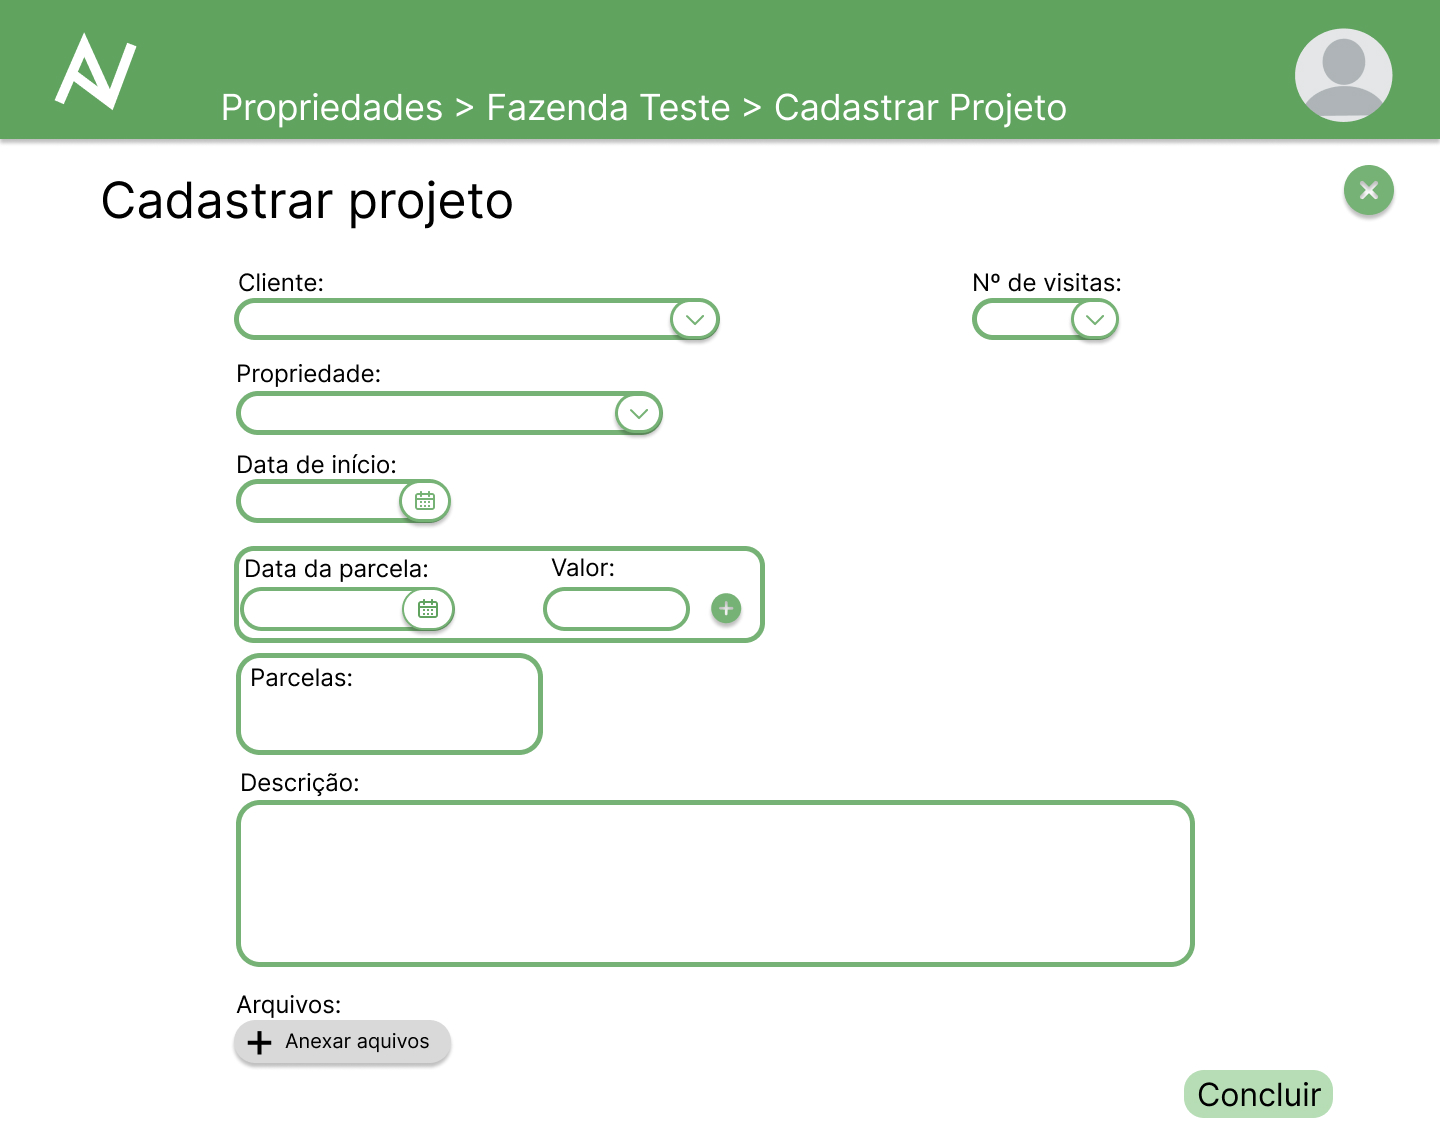 Propriedades > Fazenda Teste > Cadastrar Projeto
Cadastrar projeto
Cliente:
Nº de visitas:
Propriedade:
Data de início:
Data da parcela:
Valor:
Parcelas:
Descrição:
Arquivos:
Anexar aquivos
Concluir